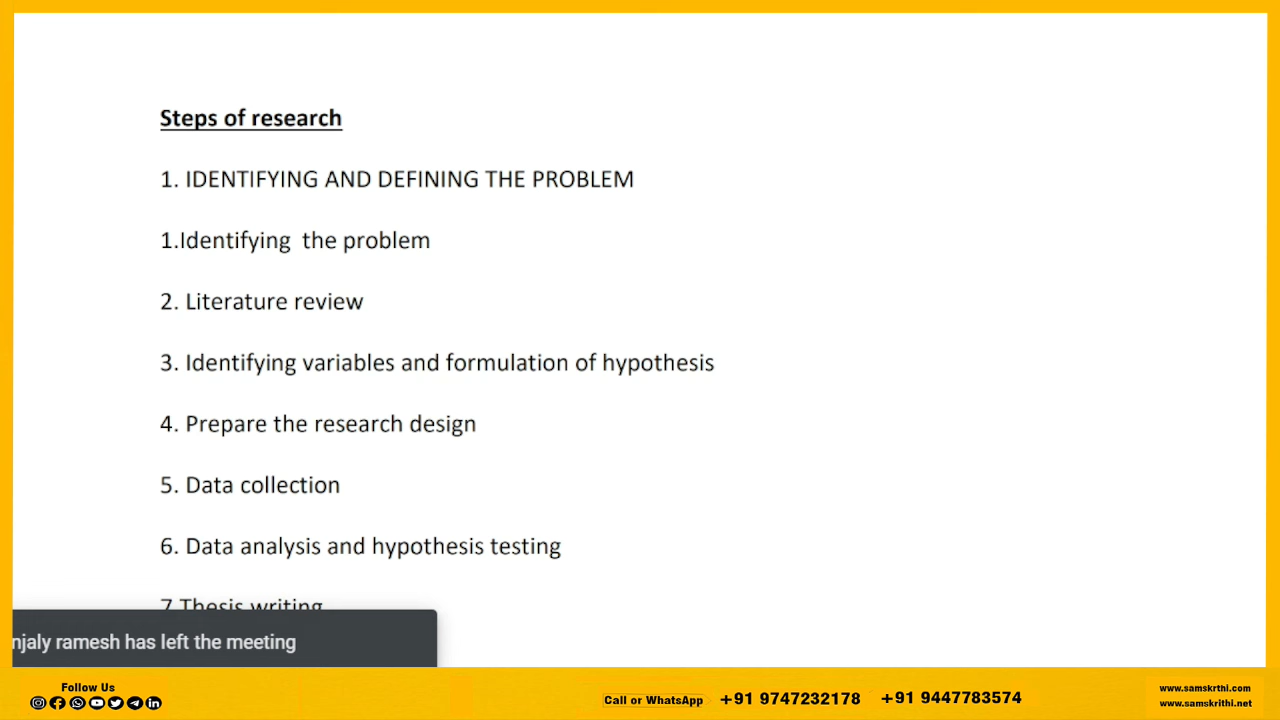 Steps of research
1. IDENTIFYING AND DEFINING THE PROBLEM
1.Identifying the problem
2. Literature review
3. Identifying variables and formulation of hypothesis
4. Prepare the research design
5. Data collection
6. Data analysis and hypothesis testing
7.Thesis writing
njaly ramesh has left the meeting
Follow Us
Call or WhatsApp +91 9747232178 +91 9447783574
www.samskrthi.com
www.samskrithi.net